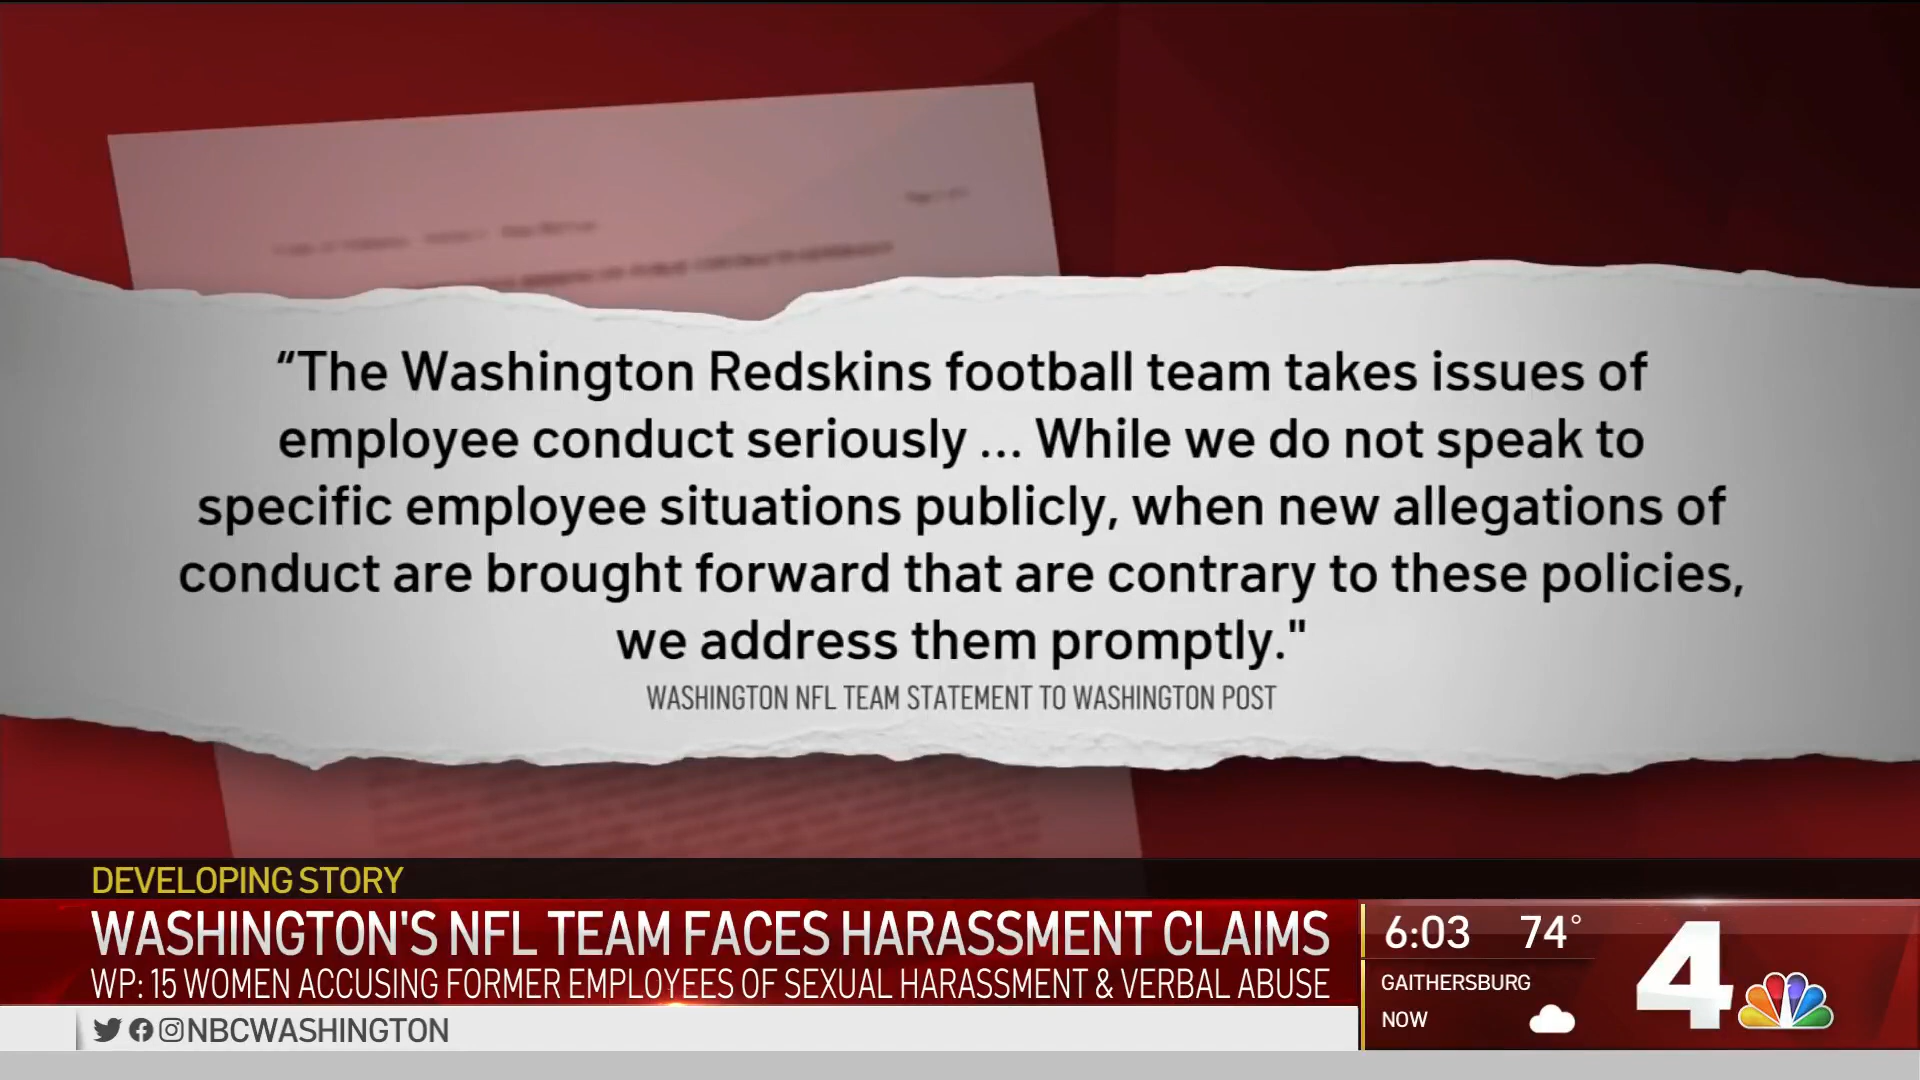 “The Washington Redskins football team takes issues of
employee conduct seriously ... While we do not speak to
specific employee situations publicly, when new allegations of
conduct are brought forward that are contrary to these policies,
we address them promptly."
WASHINGTON NFL TEAM STATEMENT TO WASHINGTON POST
DEVELOPING STORY
WASHINGTON'S NFL TEAM FACES HARASSMENT CLAIMS
WP: 15 WOMEN ACCUSING FORMER EMPLOYEES OF SEXUAL HARASSMENT & VERBAL ABUSE
NBCWASHINGTON
6:03 74°
GAITHERSBURG
NOW
4